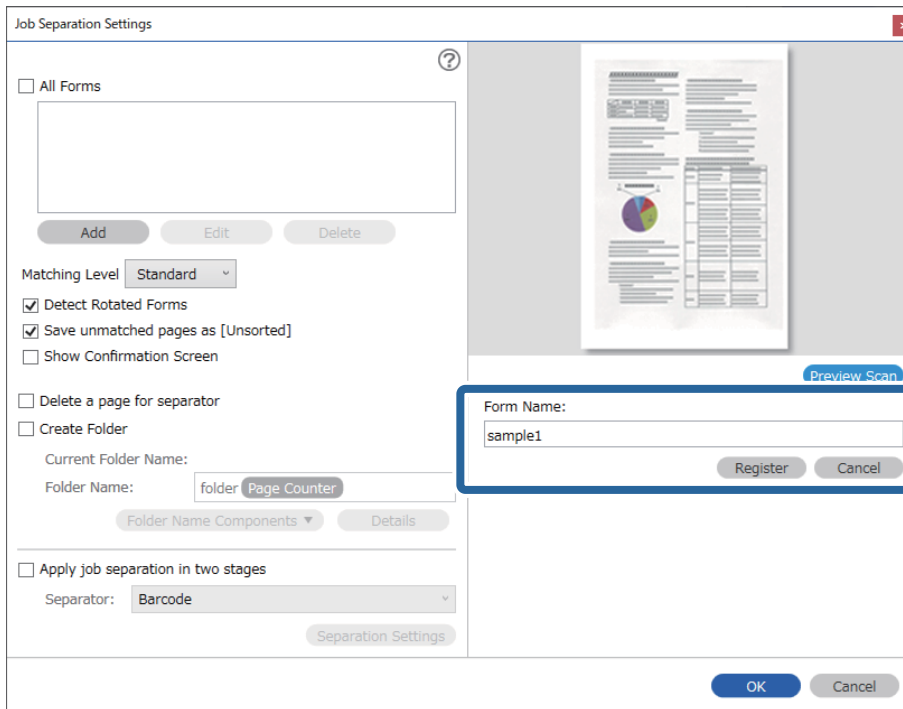 Job Separation Settings
?
All Forms
Add Edit Delete
Matching Level Standard
Detect Rotated Forms
Save unmatched pages as [Unsorted]
Show Confirmation Screen
Delete a page for separator
Create Folder
Current Folder Name:
Folder Name: folder Page Counter
Folder Name Components ▼ Details
Apply job separation in two stages
Separator: Barcode
Separation Settings
Preview Scan
Form Name:
sample1
Register Cancel
OK Cancel